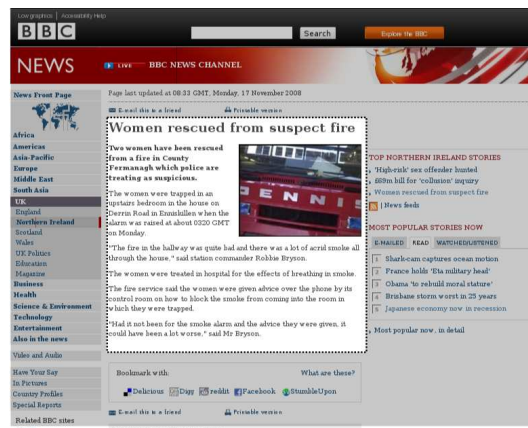 Low graphics | Accessibility Help
BBC
Search
Explore the BBC
NEWS
LIVE BBC NEWS CHANNEL
News Front Page
Africa
Americas
Asia-Pacific
Europe
Middle East
South Asia
UK
England
Northern Ireland
Scotland
Wales
UK Politics
Education
Magazine
Business
Health
Science & Environment
Technology
Entertainment
Also in the news
Video and Audio
Have Your Say
In Pictures
Country Profiles
Special Reports
Related BBC sites
Page last updated at 08:33 GMT, Monday, 17 November 2008
E-mail this to a friend Printable version
Women rescued from suspect fire
Two women have been rescued
from a fire in County
Fermanagh which police are
treating as suspicious.
DENNIS
The women were trapped in an
upstairs bedroom in the house on
Derrin Road in Enniskillen when the
alarm was raised at about 0320 GMT
on Monday.
"The fire in the hallway was quite bad and there was a lot of acrid smoke all
through the house," said station commander Robbie Bryson.
The women were treated in hospital for the effects of breathing in smoke.
The fire service said the women were given advice over the phone by its
control room on how to block the smoke from coming into the room in
which they were trapped.
"Had it not been for the smoke alarm and the advice they were given, it
could have been a lot worse," said Mr Bryson.
Bookmark with: What are these?
Delicious Digg reddit Facebook StumbleUpon
E-mail this to a friend Printable version
TOP NORTHERN IRELAND STORIES
'High-risk' sex offender hunted
£69m bill for 'collusion' inquiry
Women rescued from suspect fire
| News feeds
MOST POPULAR STORIES NOW
E-MAILED READ WATCHED/LISTENED
1 Shark-cam captures ocean motion
2 France holds 'Eta military head'
3 Obama 'to rebuild moral stature'
4 Brisbane storm worst in 25 years
5 Japanese economy now in recession
Most popular now, in detail